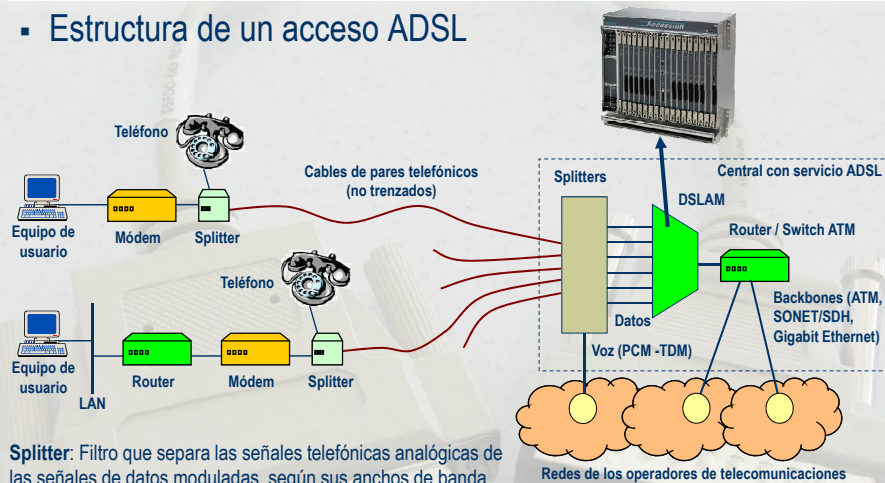 Estructura de un acceso ADSL
Teléfono
Cables de pares telefónicos
(no trenzados)
Equipo de
usuario
Módem
Splitter
Teléfono
Equipo de
usuario
LAN
Router
Módem
Splitter
Accession
Splitters
Central con servicio ADSL
DSLAM
Router / Switch ATM
Backbones (ATM,
SONET/SDH,
Gigabit Ethernet)
Datos
Voz (PCM -TDM)
Redes de los operadores de telecomunicaciones
Splitter: Filtro que separa las señales telefónicas analógicas de
las señales de datos moduladas, según sus anchos de banda